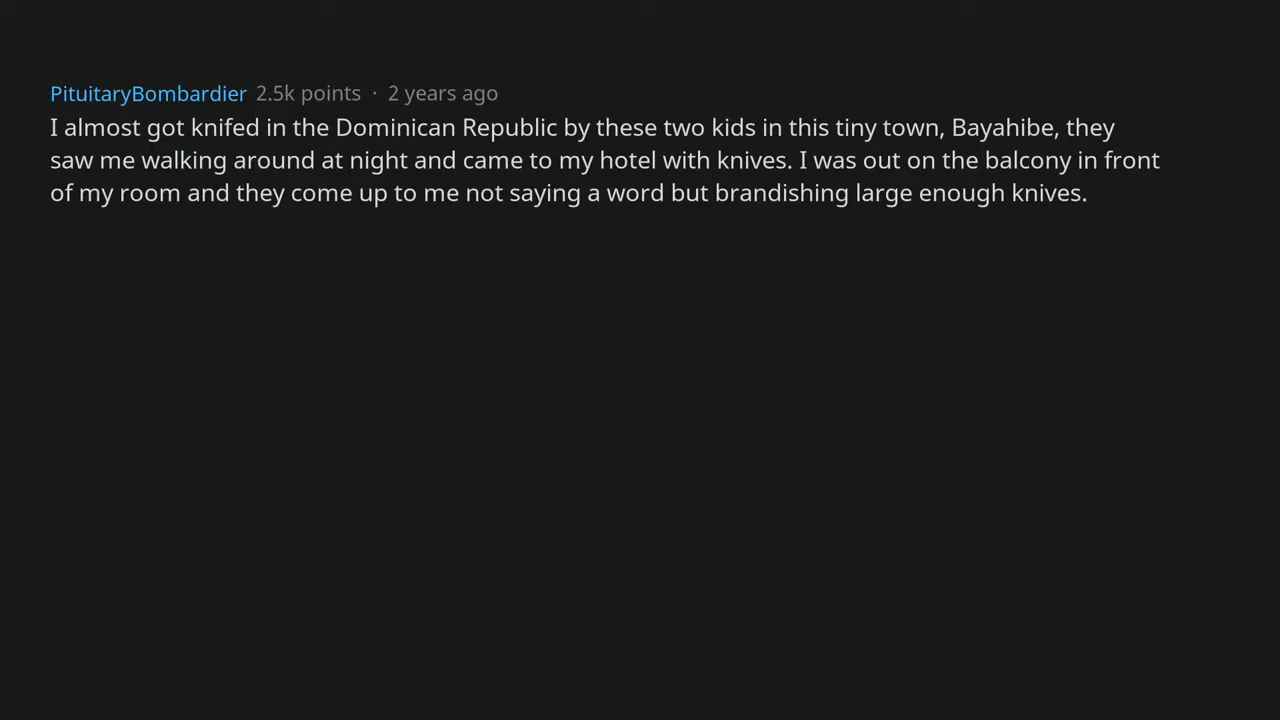 PituitaryBombardier 2.5k points · 2 years ago
I almost got knifed in the Dominican Republic by these two kids in this tiny town, Bayahibe, they
saw me walking around at night and came to my hotel with knives. I was out on the balcony in front
of my room and they come up to me not saying a word but brandishing large enough knives.